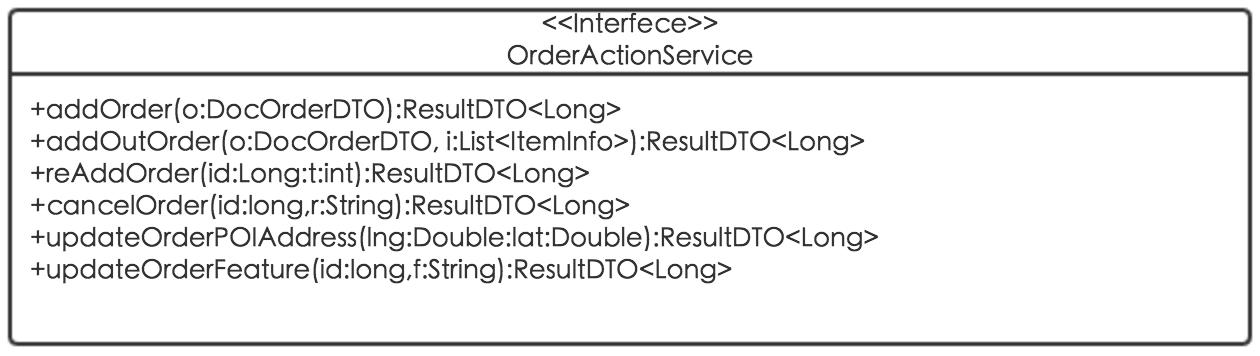 <<Interfece>>
OrderActionService
+addOrder(o:DocOrderDTO):ResultDTO<Long>
+addOutOrder(o:DocOrderDTO, i:List<ItemInfo>):ResultDTO<Long>
+reAddOrder(id:Long:t:int):ResultDTO<Long>
+cancelOrder(id:long,r:String):ResultDTO<Long>
+updateOrderPOIAddress(lng:Double:lat:Double):ResultDTO<Long>
+updateOrderFeature(id:long,f:String):ResultDTO<Long>